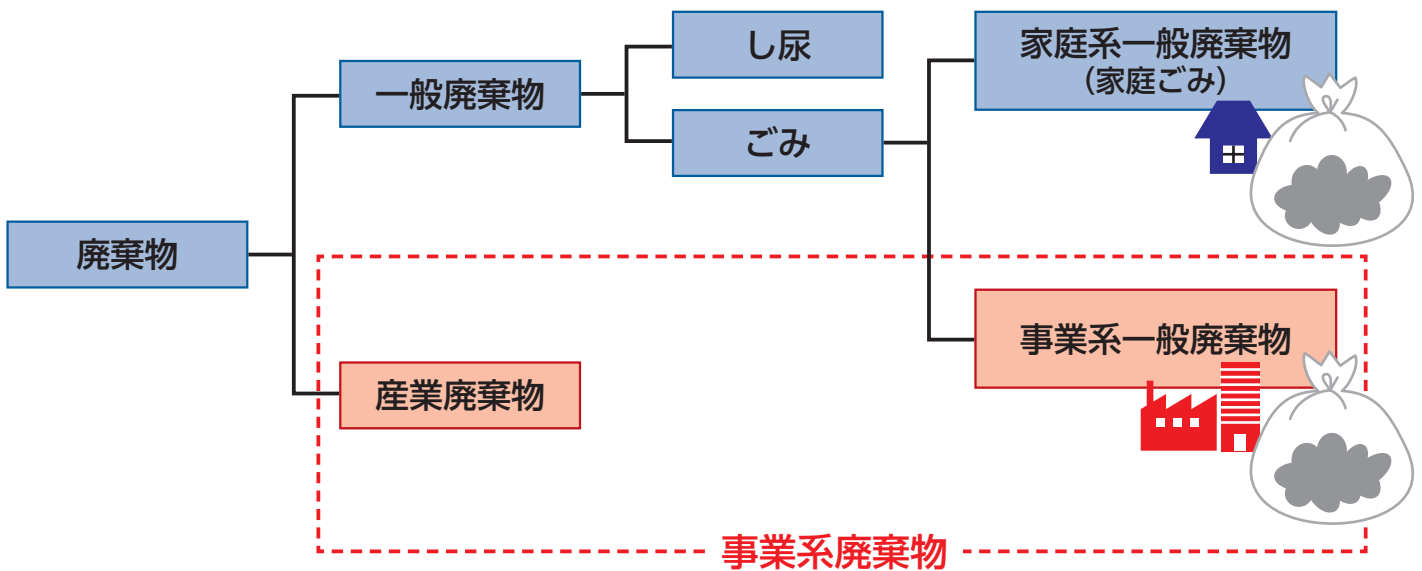 廃棄物
一般廃棄物
産業廃棄物
し尿
ごみ
家庭系一般廃棄物
（家庭ごみ）
事業系一般廃棄物
事業系廃棄物